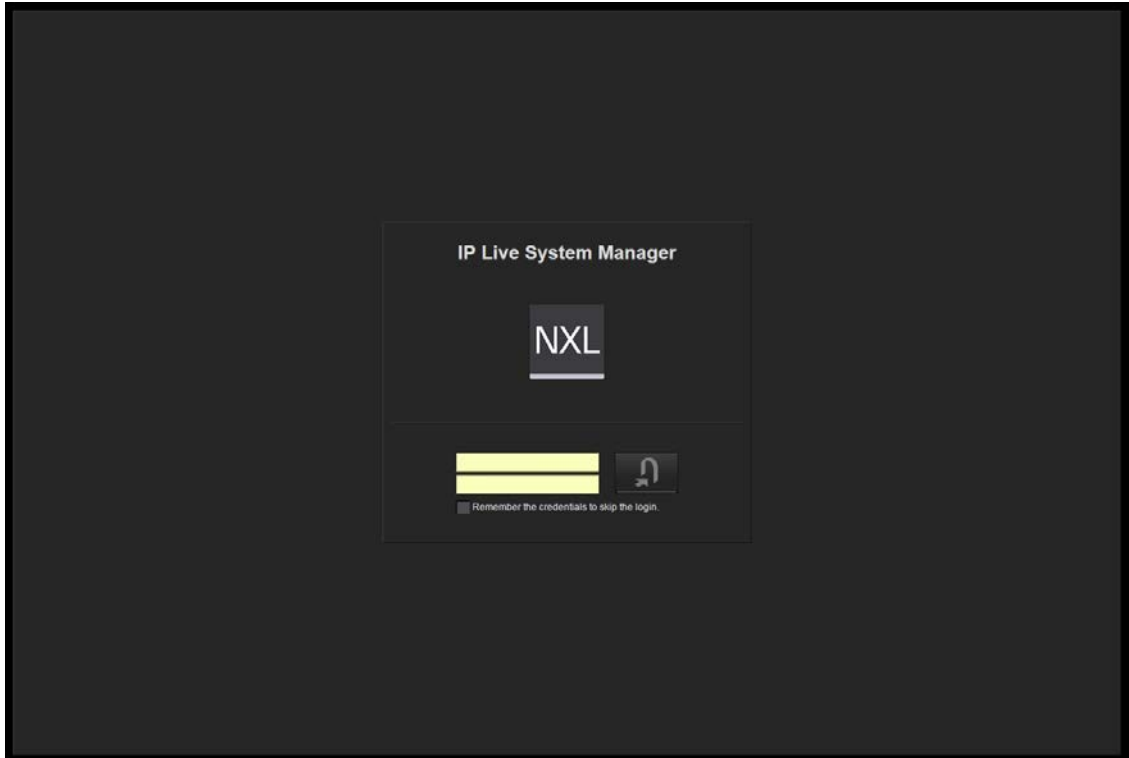 IP Live System Manager
NXL
Remember the credentials to skip the login.